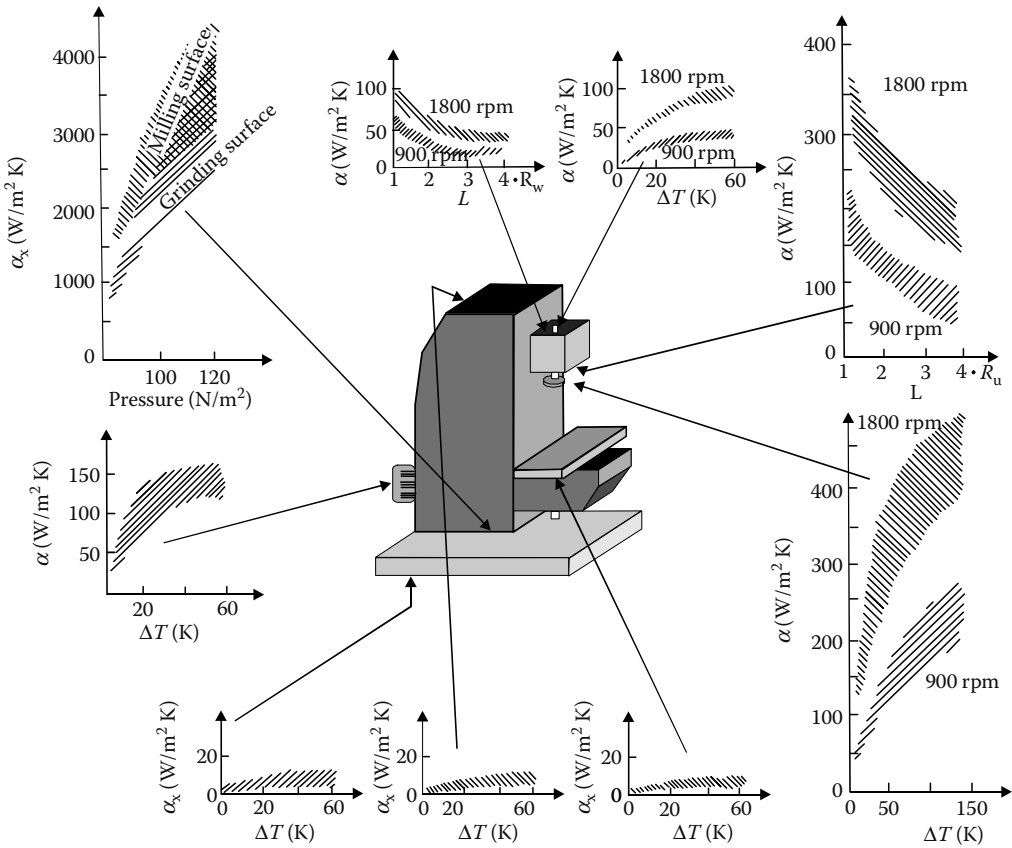 4000
3000
2000
1000
0
α_x (W/m² K)
Milling surface
Grinding surface
100 120
Pressure (N/m²)
100
50
0
α (W/m² K)
1800 rpm
900 rpm
1 2 3 4 • R_w
L
100
50
0
α (W/m² K)
1800 rpm
900 rpm
0 20 40 60
ΔT (K)
400
300
100
0
α (W/m² K)
1800 rpm
900 rpm
1 2 3 4 • R_u
L
150
100
50
α (W/m² K)
20 60
ΔT (K)
1800 rpm
400
300
200
100
0
α (W/m² K)
900 rpm
0 50 150
ΔT (K)
20
0
α_x (W/m² K)
0 20 40 60
ΔT (K)
20
0
α_x (W/m² K)
0 20 60
ΔT (K)
20
0
α_x (W/m² K)
0 20 40 60
ΔT (K)